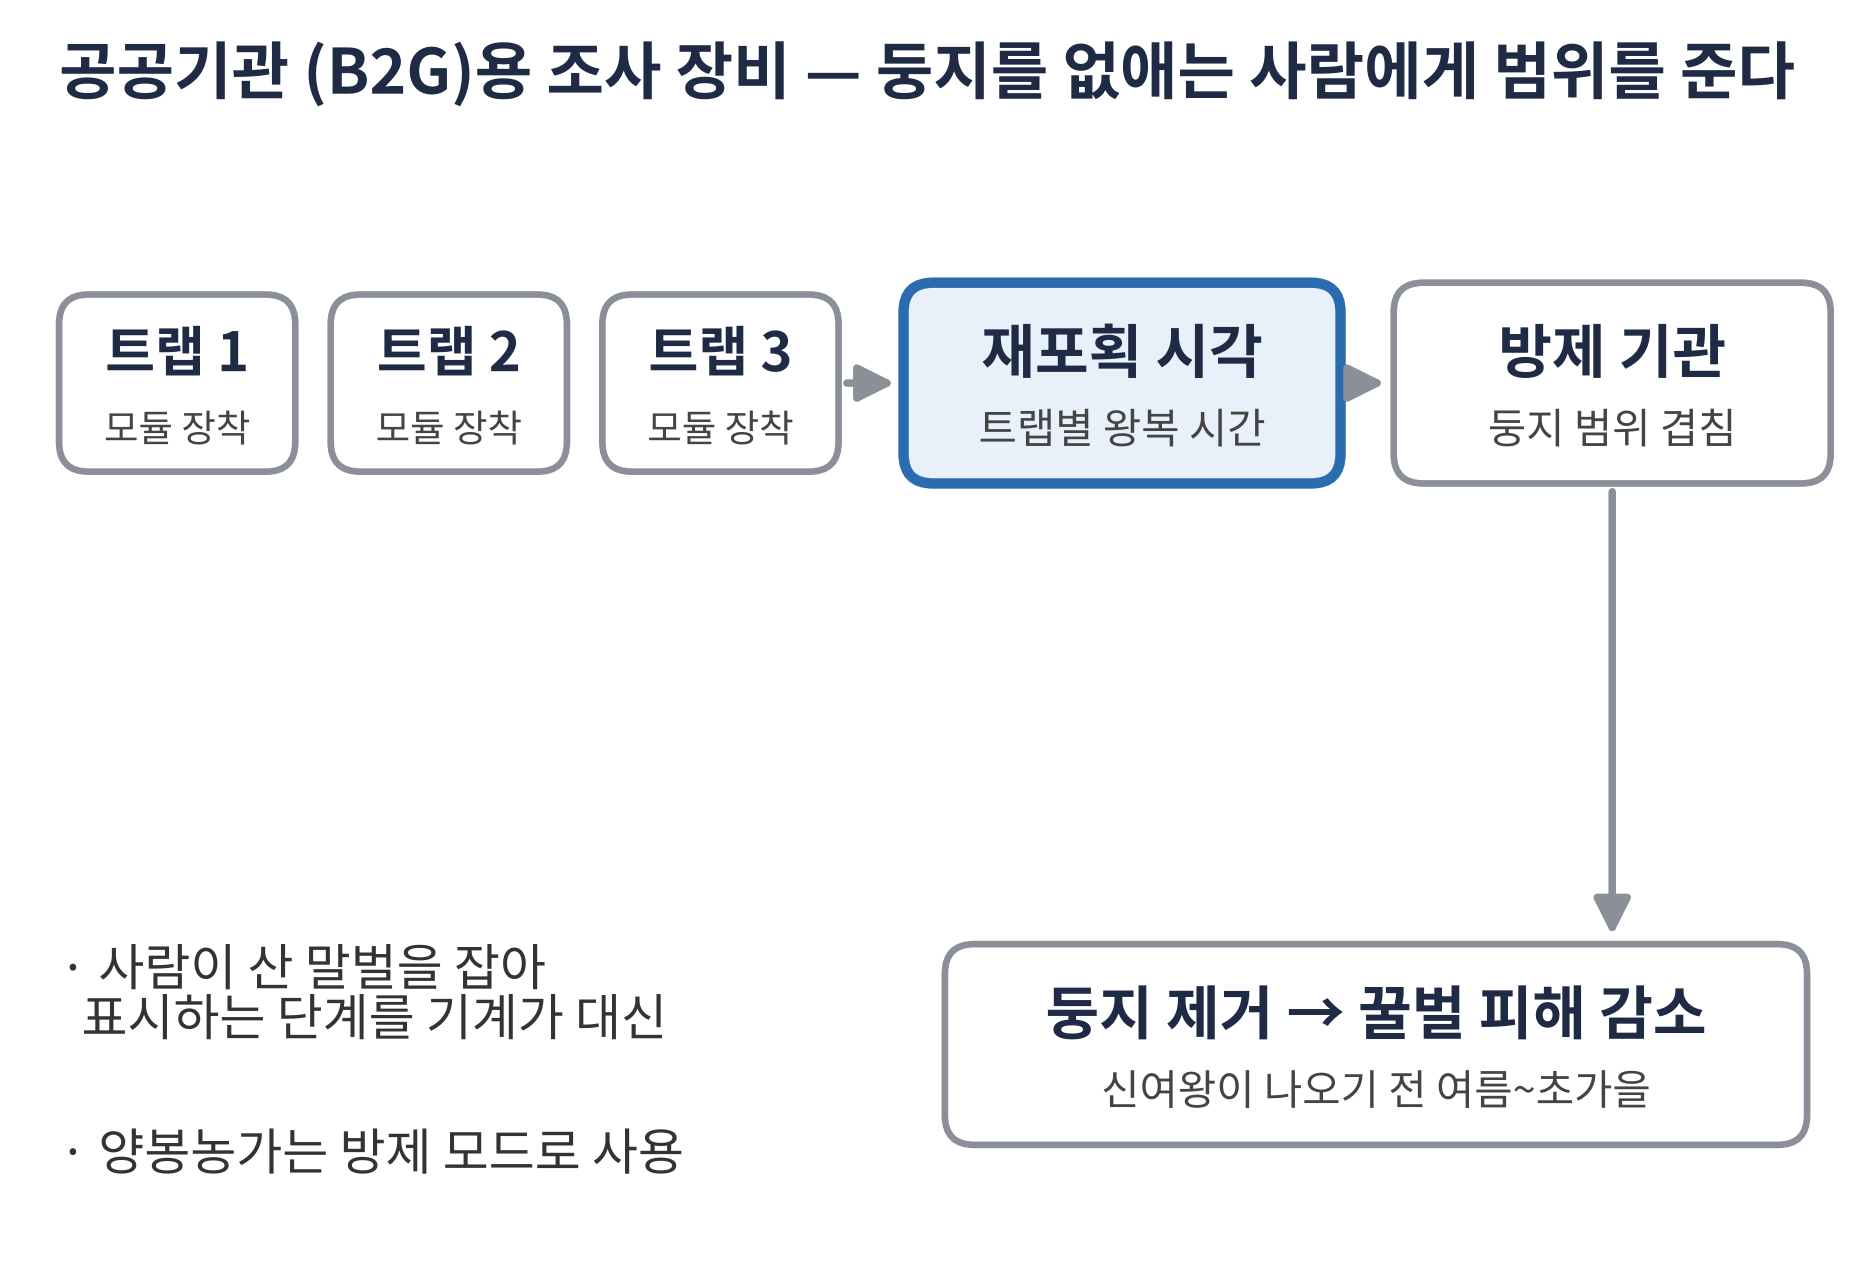 공공기관 (B2G)용 조사 장비 — 둥지를 없애는 사람에게 범위를 준다
트랩 1
모듈 장착
트랩 2
모듈 장착
트랩 3
모듈 장착
재포획 시각
트랩별 왕복 시간
방제 기관
둥지 범위 겹침
· 사람이 산 말벌을 잡아
표시하는 단계를 기계가 대신
· 양봉농가는 방제 모드로 사용
둥지 제거 → 꿀벌 피해 감소
신여왕이 나오기 전 여름~초가을